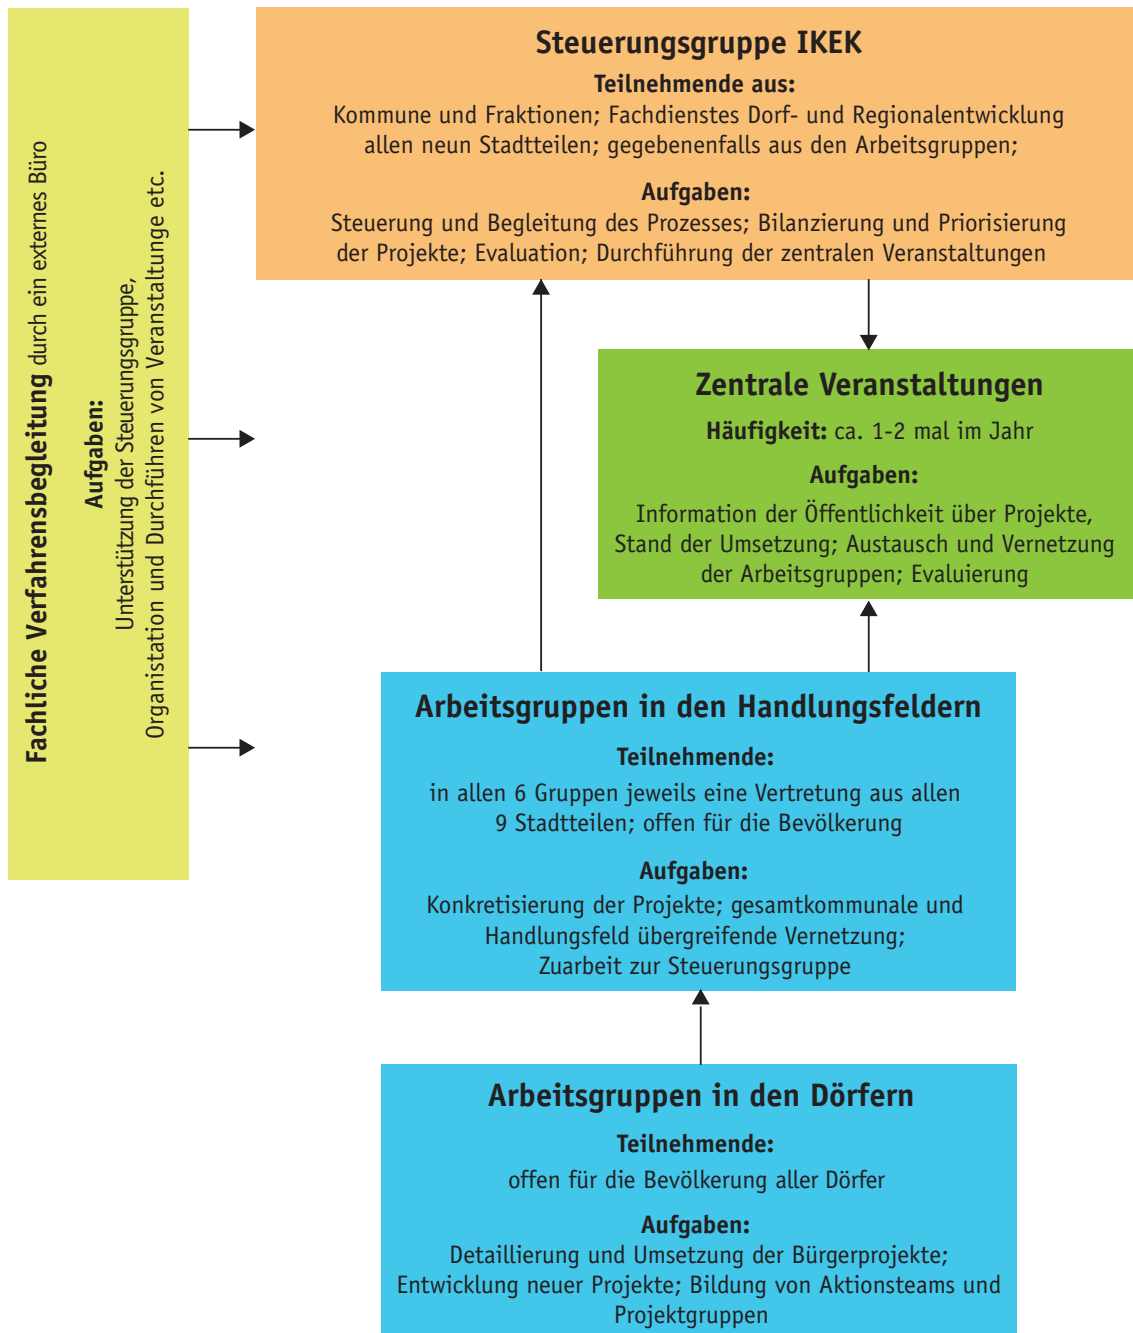 Fachliche Verfahrensbegleitung durch ein externes Büro
Aufgaben:
Unterstützung der Steuerungsgruppe,
Organistation und Durchführen von Veranstaltunge etc.
Steuerungsgruppe IKEK
Teilnehmende aus:
Kommune und Fraktionen; Fachdienstes Dorf- und Regionalentwicklung
allen neun Stadtteilen; gegebenenfalls aus den Arbeitsgruppen;
Aufgaben:
Steuerung und Begleitung des Prozesses; Bilanzierung und Priorisierung
der Projekte; Evaluation; Durchführung der zentralen Veranstaltungen
Zentrale Veranstaltungen
Häufigkeit: ca. 1-2 mal im Jahr
Aufgaben:
Information der Öffentlichkeit über Projekte,
Stand der Umsetzung; Austausch und Vernetzung
der Arbeitsgruppen; Evaluierung
Arbeitsgruppen in den Handlungsfeldern
Teilnehmende:
in allen 6 Gruppen jeweils eine Vertretung aus allen
9 Stadtteilen; offen für die Bevölkerung
Aufgaben:
Konkretisierung der Projekte; gesamtkommunale und
Handlungsfeld übergreifende Vernetzung;
Zuarbeit zur Steuerungsgruppe
Arbeitsgruppen in den Dörfern
Teilnehmende:
offen für die Bevölkerung aller Dörfer
Aufgaben:
Detaillierung und Umsetzung der Bürgerprojekte;
Entwicklung neuer Projekte; Bildung von Aktionsteams und
Projektgruppen